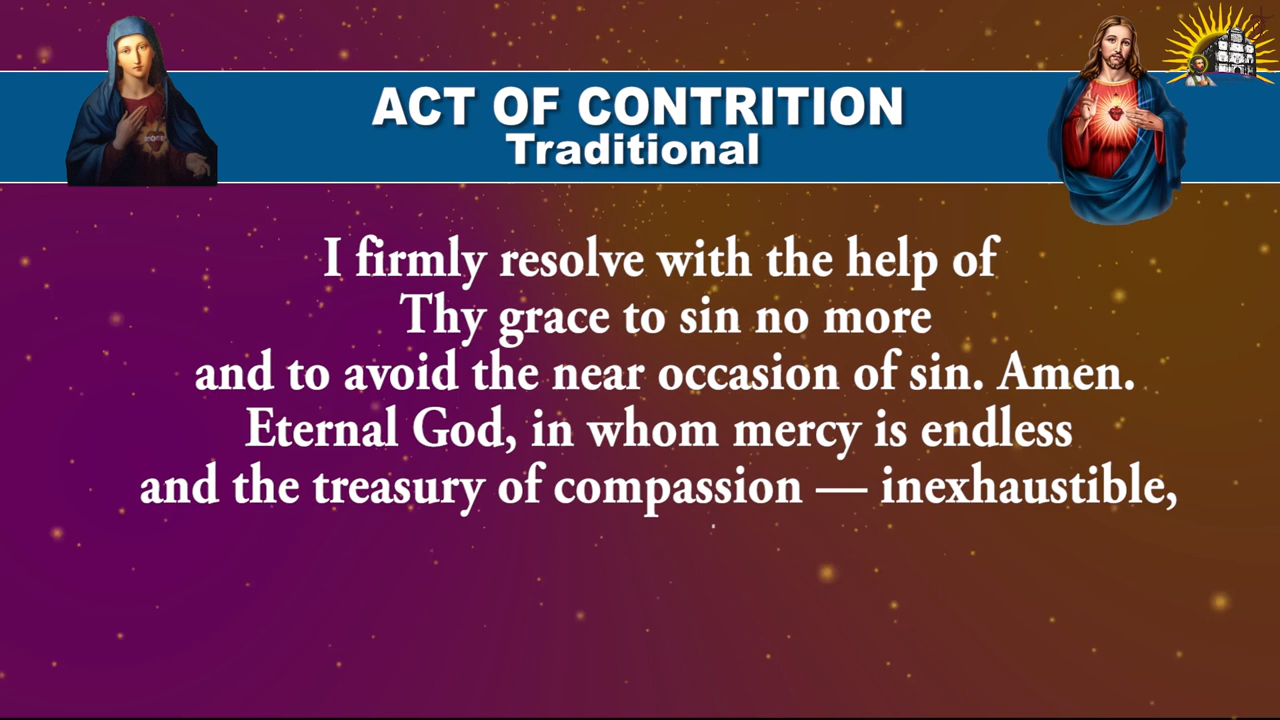 ACT OF CONTRITION
Traditional
I firmly resolve with the help of
Thy grace to sin no more
and to avoid the near occasion of sin. Amen.
Eternal God, in whom mercy is endless
and the treasury of compassion — inexhaustible,